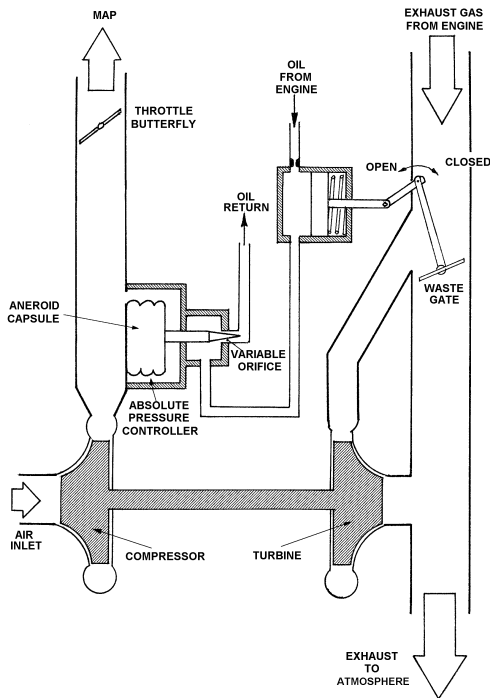 MAP
EXHAUST GAS
FROM ENGINE
THROTTLE
BUTTERFLY
OIL
FROM
ENGINE
OPEN
CLOSED
OIL
RETURN
WASTE
GATE
ANEROID
CAPSULE
VARIABLE
ORIFICE
ABSOLUTE
PRESSURE
CONTROLLER
AIR
INLET
COMPRESSOR
TURBINE
EXHAUST
TO
ATMOSPHERE